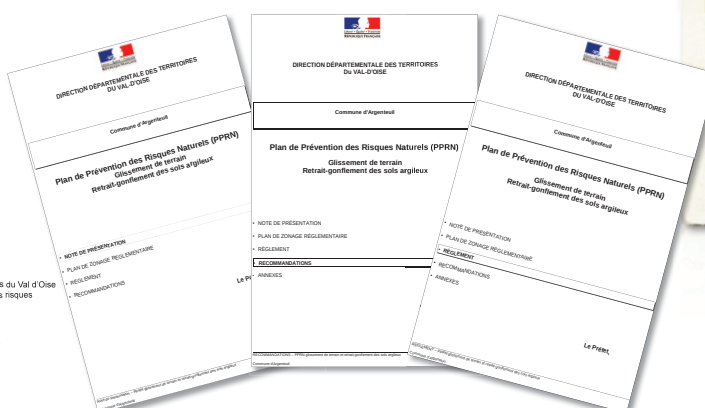 RÉPUBLIQUE FRANÇAISE
DIRECTION DÉPARTEMENTALE DES TERRITOIRES
DU VAL-D'OISE
Commune d'Argenteuil
Plan de Prévention des Risques Naturels (PPRN)
Glissement de terrain
Retrait-gonflement des sols argileux
• NOTE DE PRÉSENTATION
• PLAN DE ZONAGE RÉGLEMENTAIRE
• RÈGLEMENT
• RECOMMANDATIONS
s du Val d'Oise
s risques
Le Pr
RÉPUBLIQUE FRANÇAISE
DIRECTION DÉPARTEMENTALE DES TERRITOIRES
Du VAL-D'OISE
Commune d'Argenteuil
Plan de Prévention des Risques Naturels (PPRN)
Glissement de terrain
Retrait-gonflement des sols argileux
• NOTE DE PRÉSENTATION
• PLAN DE ZONAGE RÉGLEMENTAIRE
• RÈGLEMENT
• RECOMMANDATIONS
• ANNEXES
RECOMMANDATIONS – PPRN glissement de terrain et retrait-gonflement des sols argileux
Commune d'Argenteuil
DIRECTION DÉPARTEMENTALE DES TERRITOIRES
DU VAL-D'OISE
Commune d'Argenteuil
Plan de Prévention des Risques Naturels (PPRN)
Glissement de terrain
Retrait-gonflement des sols argileux
• NOTE DE PRÉSENTATION
• PLAN DE ZONAGE RÉGLEMENTAIRE
• RÈGLEMENT
• RECOMMANDATIONS
• ANNEXES
Le Préfet,